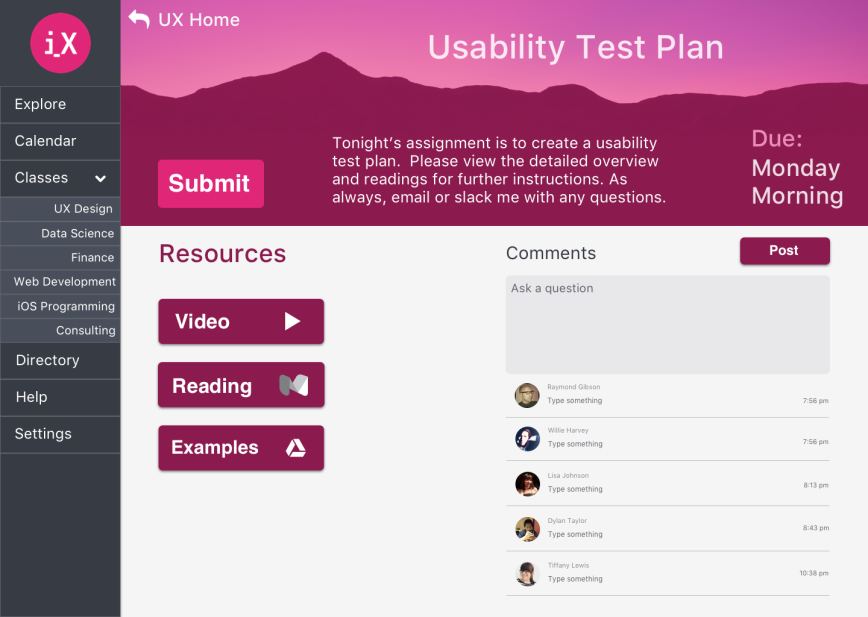 i_X
Explore
Calendar
Classes
UX Design
Data Science
Finance
Web Development
iOS Programming
Consulting
Directory
Help
Settings
UX Home
Usability Test Plan
Submit
Tonight's assignment is to create a usability
test plan.  Please view the detailed overview
and readings for further instructions. As
always, email or slack me with any questions.
Due:
Monday
Morning
Resources
Video
Reading
Examples
Comments
Post
Ask a question
Raymond Gibson
Type something
7:56 pm
Willie Harvey
Type something
7:56 pm
Lisa Johnson
Type something
8:13 pm
Dylan Taylor
Type something
8:43 pm
Tiffany Lewis
Type something
10:38 pm